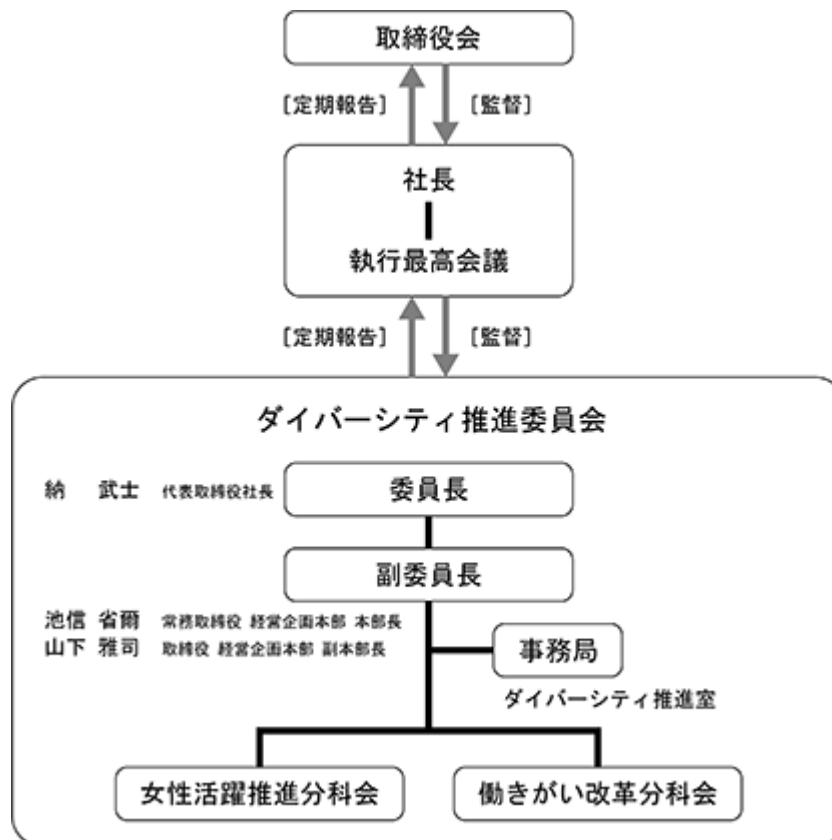 取締役会
[定期報告] [監督]
社長
執行最高会議
[定期報告] [監督]
ダイバーシティ推進委員会
納 武士 代表取締役社長 委員長
副委員長
池信 省爾 常務取締役 経営企画本部 本部長
山下 雅司 取締役 経営企画本部 副本部長 事務局
ダイバーシティ推進室
女性活躍推進分科会 働きがい改革分科会